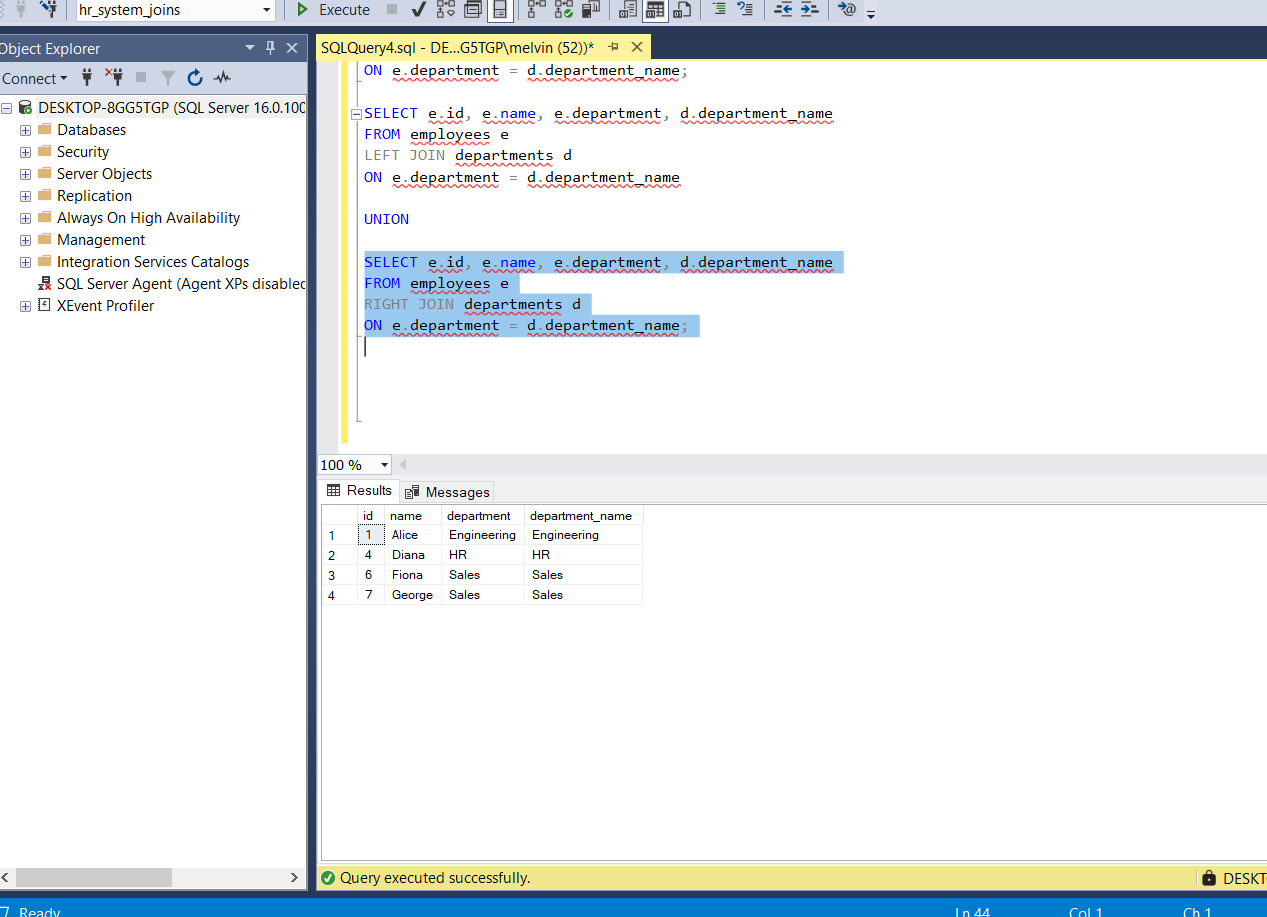 hr_system_joins
Execute
Object Explorer
SQLQuery4.sql - DE...G5TGP\melvin (52))*
Connect
DESKTOP-8GG5TGP (SQL Server 16.0.100
Databases
Security
Server Objects
Replication
Always On High Availability
Management
Integration Services Catalogs
SQL Server Agent (Agent XPs disabled
XEvent Profiler
ON e.department = d.department_name;
SELECT e.id, e.name, e.department, d.department_name
FROM employees e
LEFT JOIN departments d
ON e.department = d.department_name
UNION
SELECT e.id, e.name, e.department, d.department_name
FROM employees e
RIGHT JOIN departments d
ON e.department = d.department_name;
100 %
Results Messages
id name department department_name
1 1 Alice Engineering Engineering
2 4 Diana HR HR
3 6 Fiona Sales Sales
4 7 George Sales Sales
Query executed successfully.
DESKT
Ready
Ln 44 Col 1 Ch 1